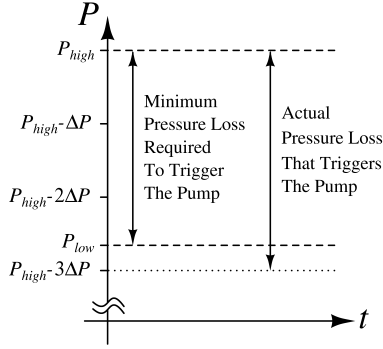 P
P_high
P_high-ΔP
P_high-2ΔP
P_low
P_high-3ΔP
Minimum
Pressure Loss
Required
To Trigger
The Pump
Actual
Pressure Loss
That Triggers
The Pump
t